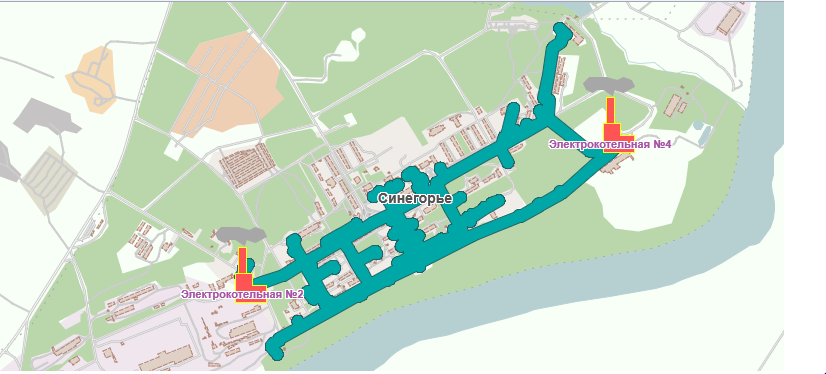 Электрокотельная №4
Синегорье
Электрокотельная №2